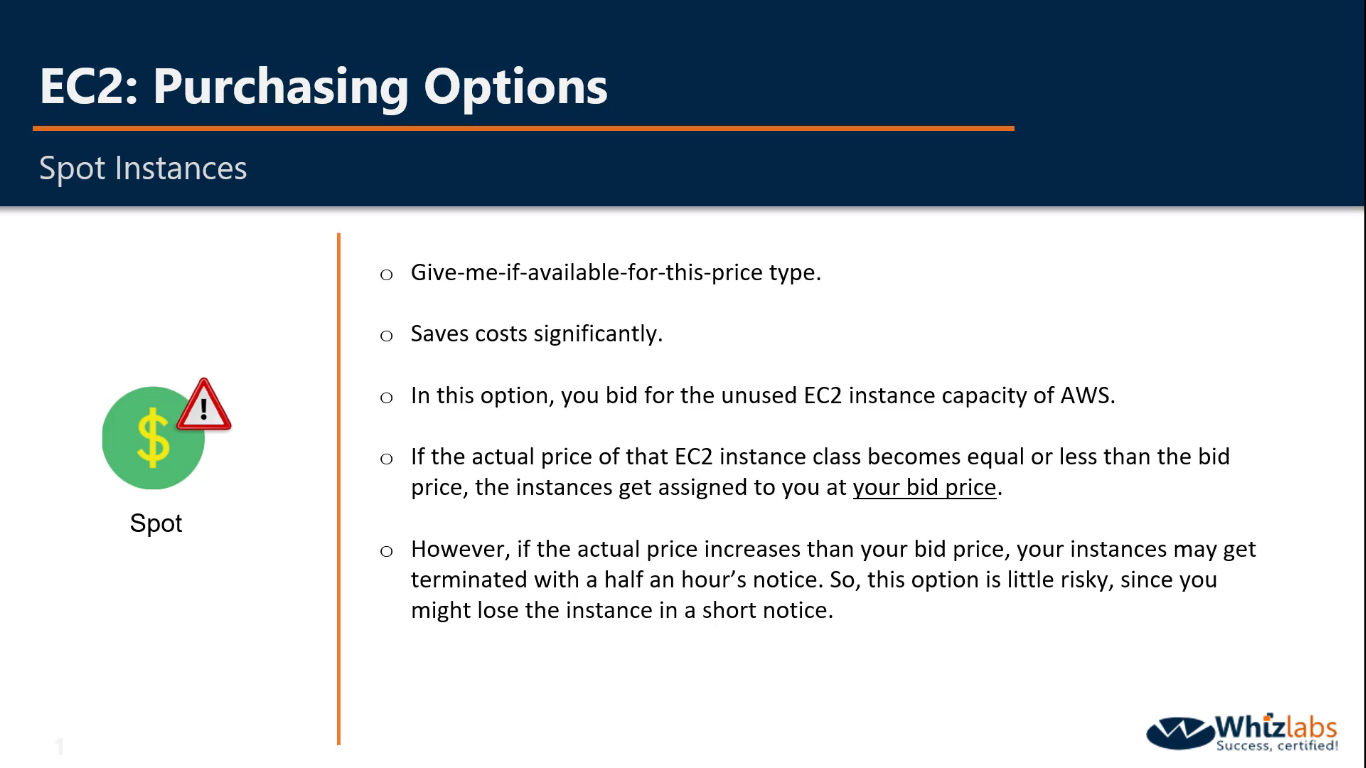 EC2: Purchasing Options
Spot Instances
o Give-me-if-available-for-this-price type.
o Saves costs significantly.
o In this option, you bid for the unused EC2 instance capacity of AWS.
o If the actual price of that EC2 instance class becomes equal or less than the bid
price, the instances get assigned to you at your bid price.
o However, if the actual price increases than your bid price, your instances may get
terminated with a half an hour’s notice. So, this option is little risky, since you
might lose the instance in a short notice.
$
!
Spot
1
Whizlabs
Success, certified!